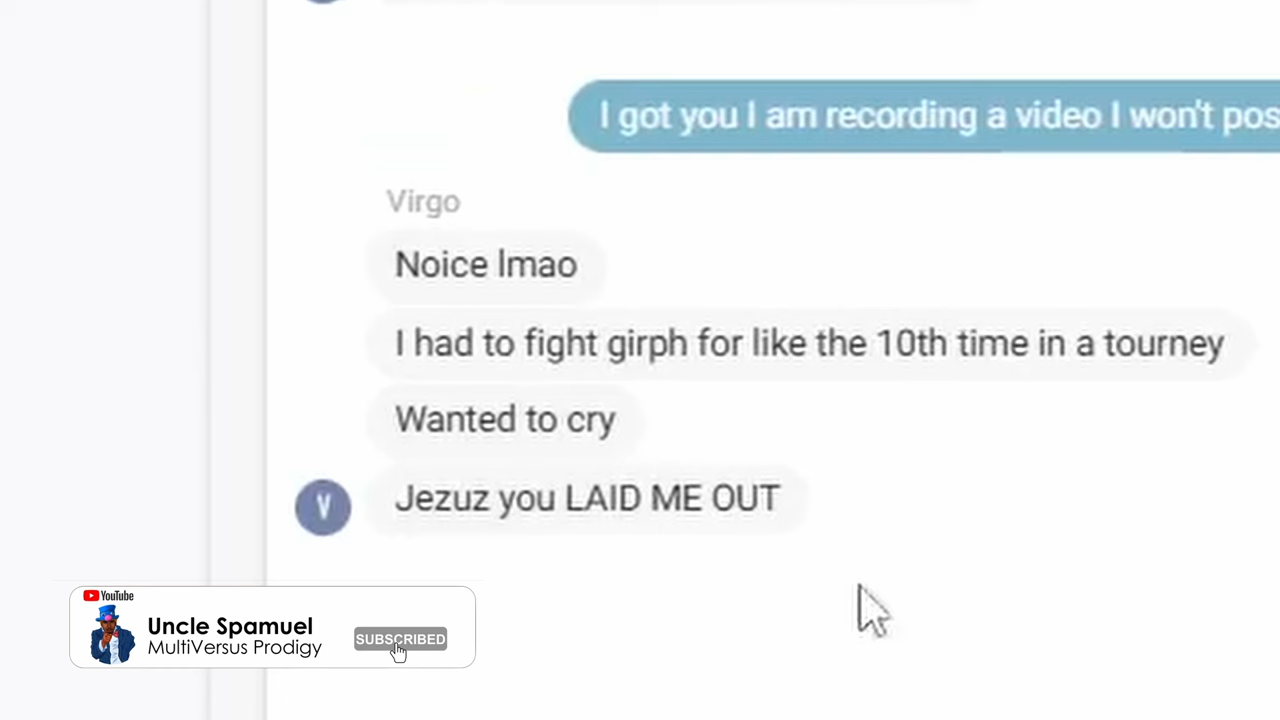 I got you I am recording a video I won't pos
Virgo
Noice lmao
I had to fight girph for like the 10th time in a tourney
Wanted to cry
Jezuz you LAID ME OUT
V
YouTube
Uncle Spamuel
MultiVersus Prodigy
SUBSCRIBED